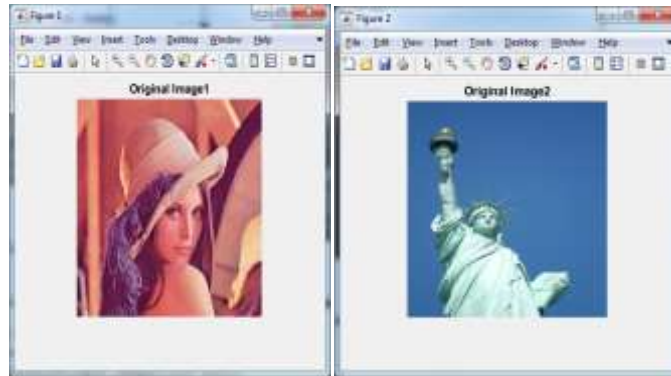 Figure 1
File Edit View Insert Tools Desktop Window Help
Original Image1
Figure 2
File Edit View Insert Tools Desktop Window Help
Original Image2